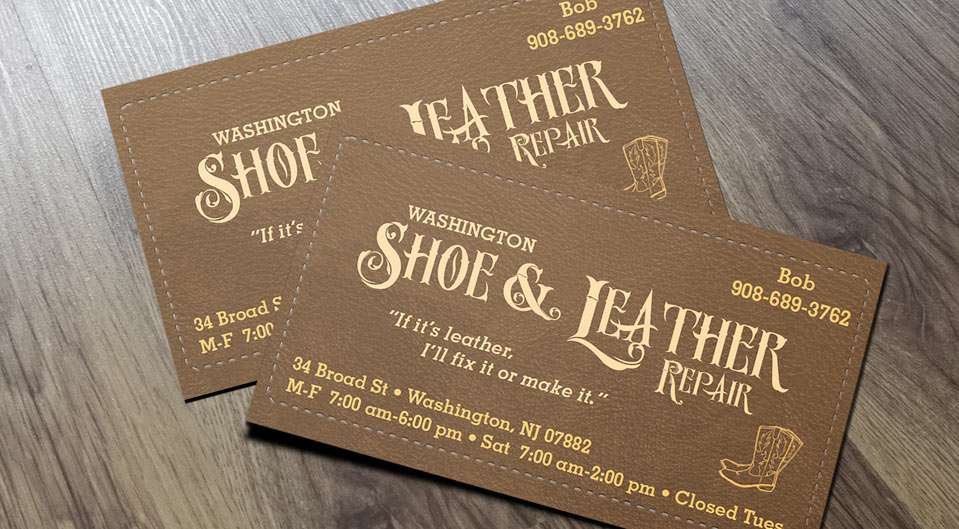 Bob
908-689-3762
WASHINGTON
SHOE
LEATHER
REPAIR
"If it's
34 Broad S
M-F 7:00
WASHINGTON
SHOE & LEATHER
REPAIR
Bob
908-689-3762
"If it's leather,
I'll fix it or make it."
34 Broad St • Washington, NJ 07882
M-F 7:00 am-6:00 pm • Sat 7:00 am-2:00 pm • Closed Tues